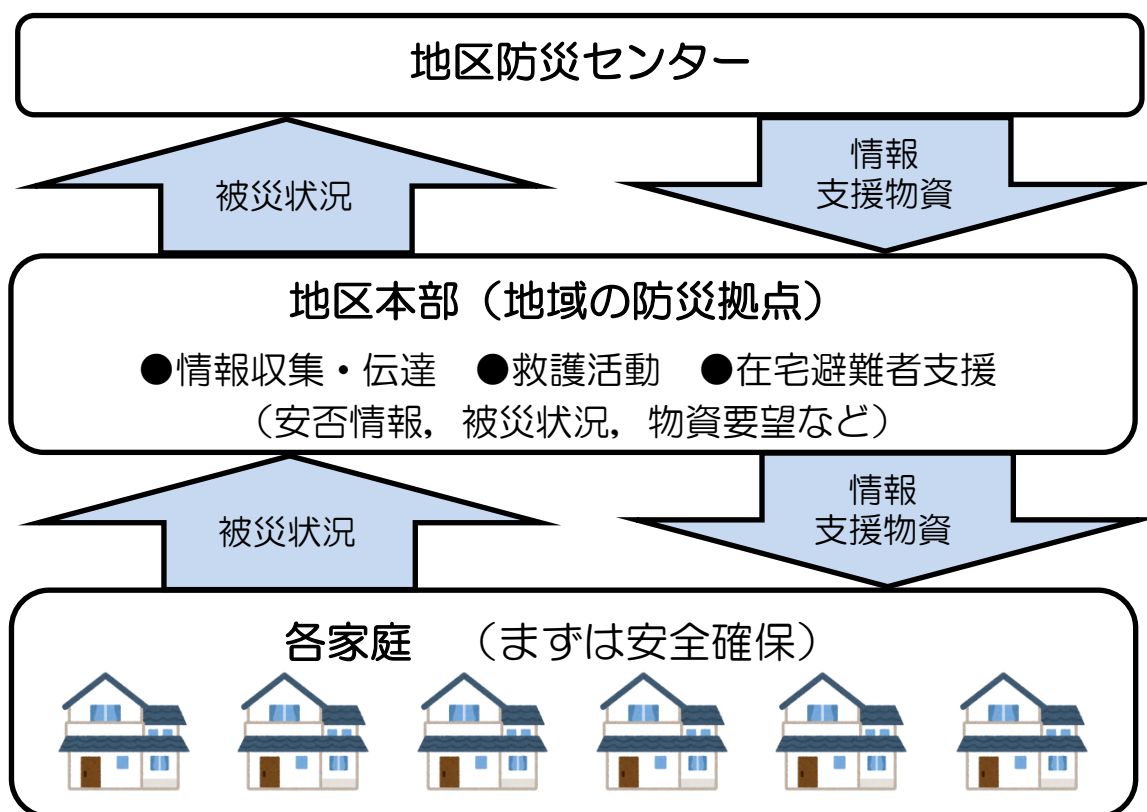 地区防災センター
被災状況
情報
支援物資
地区本部（地域の防災拠点）
●情報収集・伝達　●救護活動　●在宅避難者支援
（安否情報，被災状況，物資要望など）
被災状況
情報
支援物資
各家庭　（まずは安全確保）